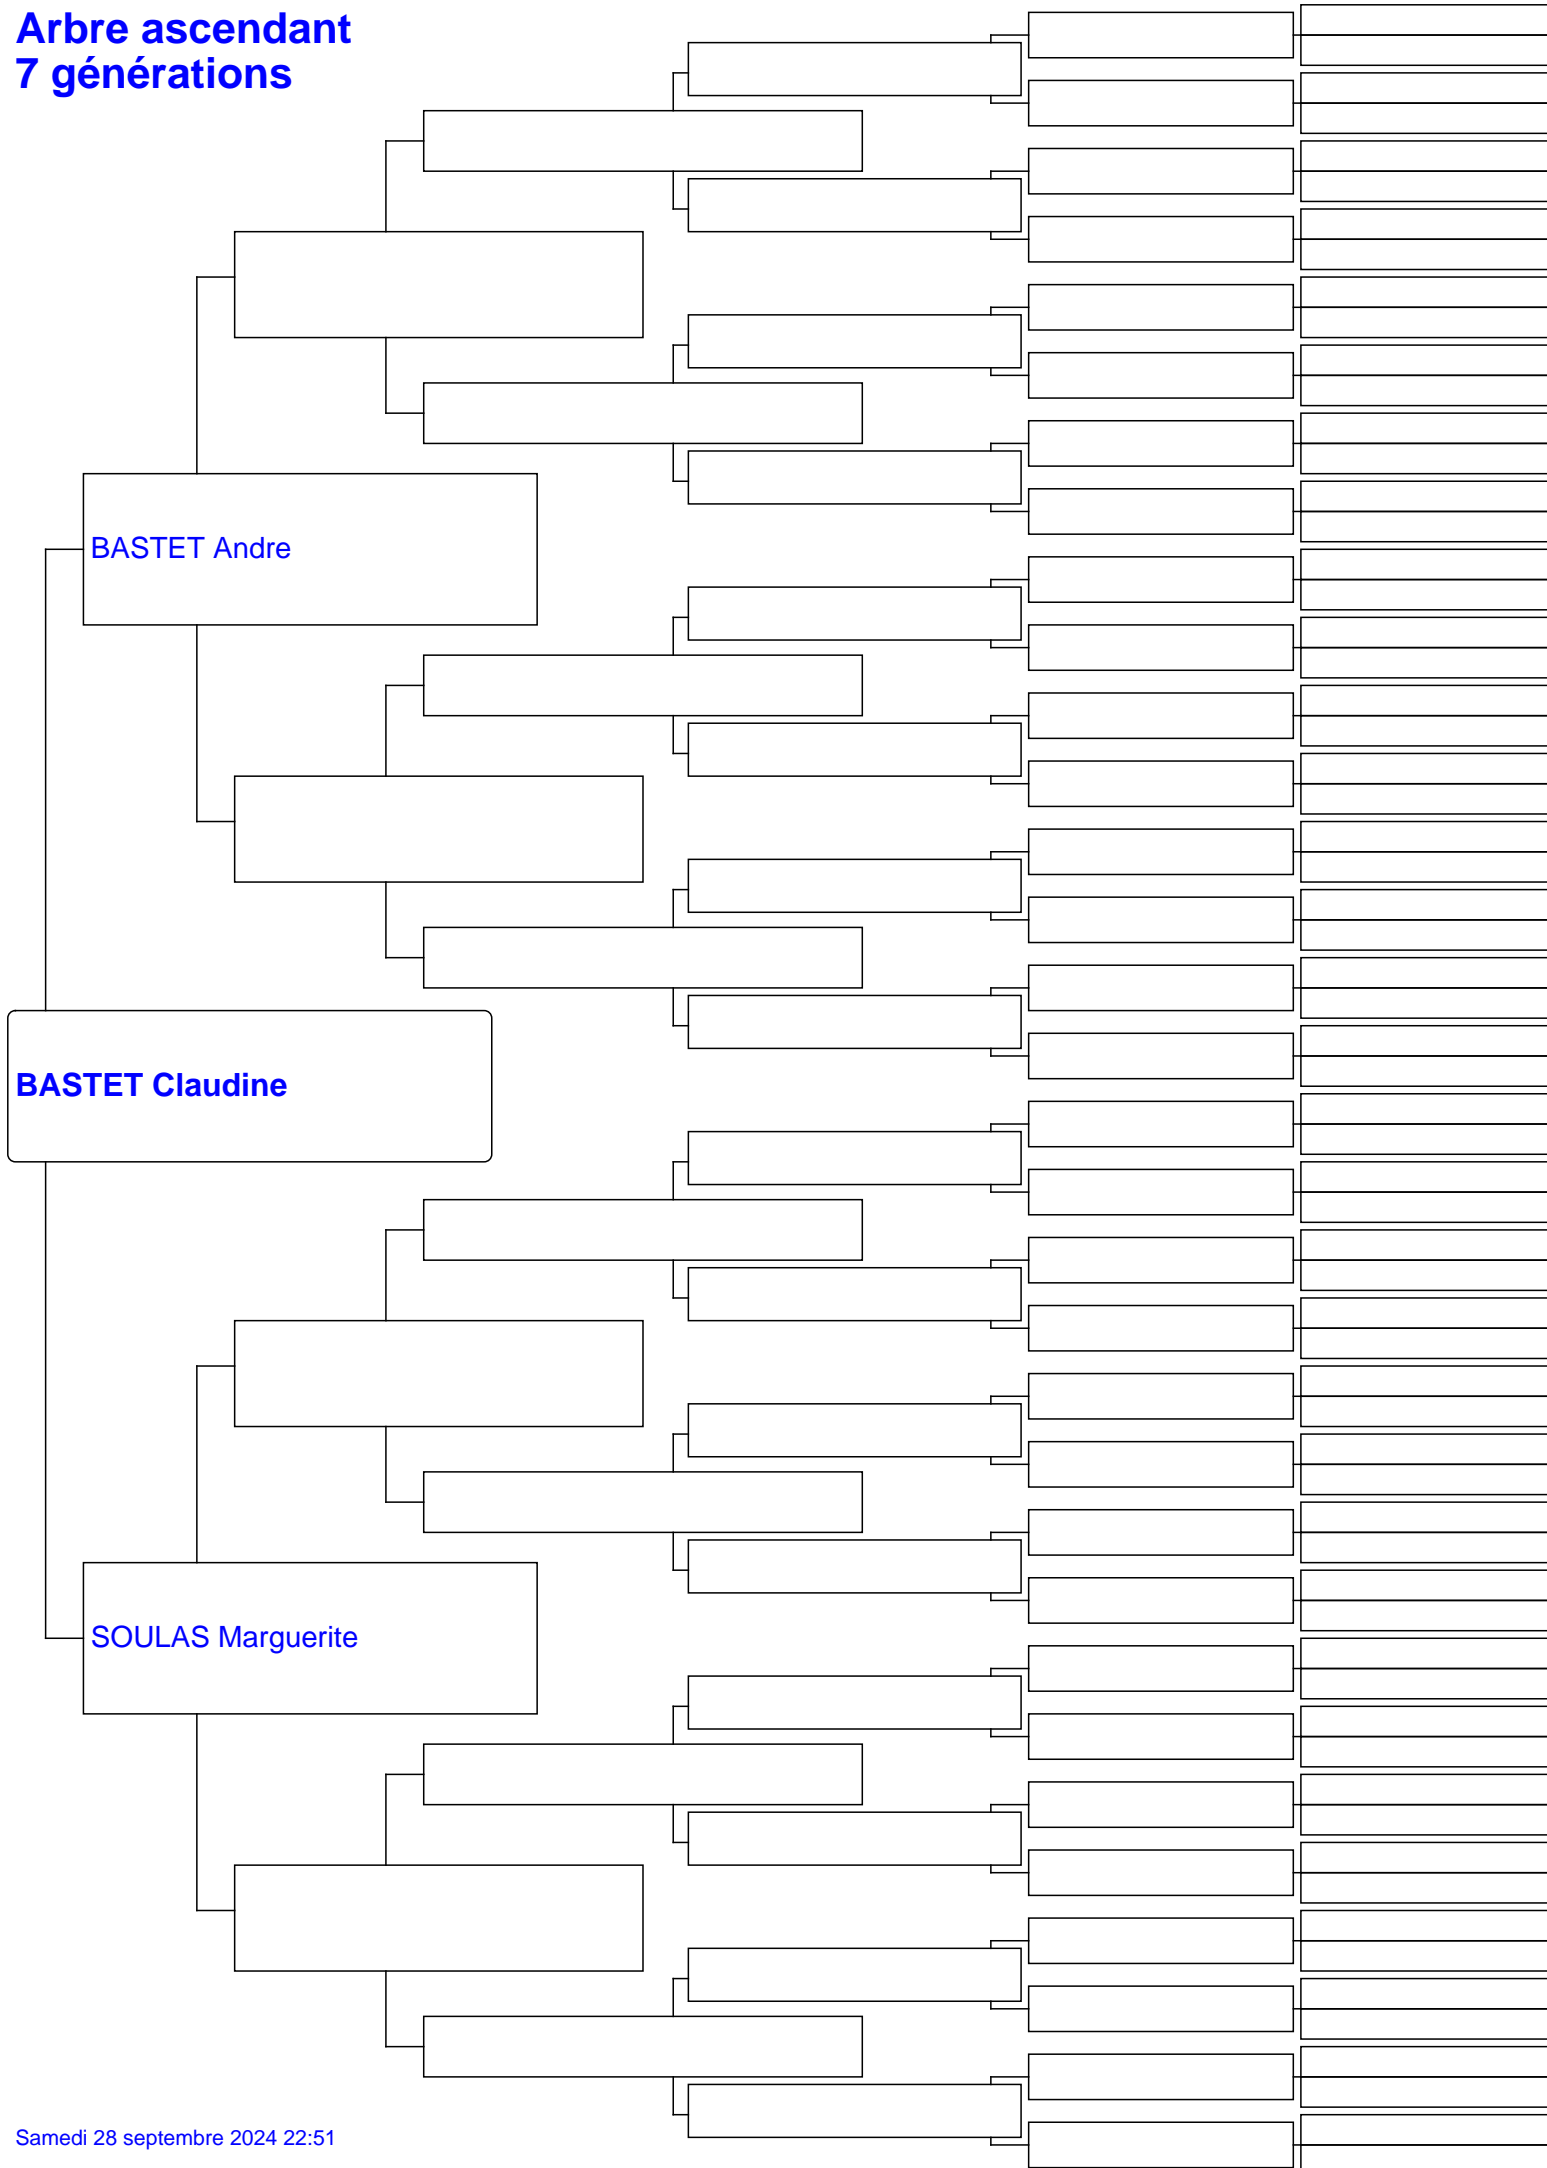 Arbre ascendant
7 générations
BASTET Andre
BASTET Claudine
SOULAS Marguerite
Samedi 28 septembre 2024 22:51